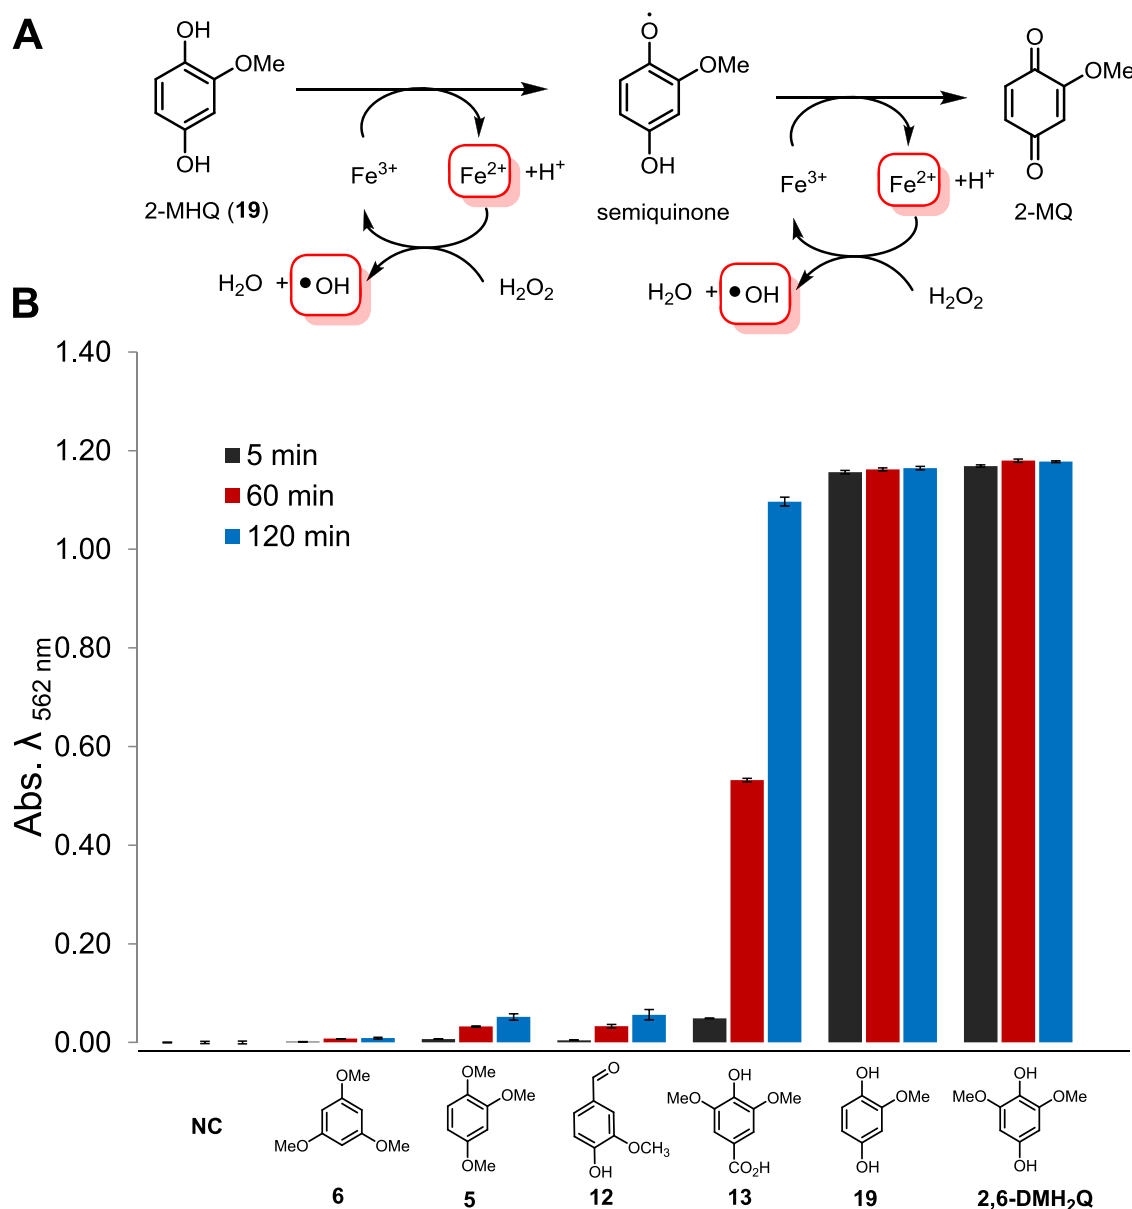 A
OH
OMe
OH
2-MHQ (19)
Fe³⁺
Fe²⁺ +H⁺
H₂O + •OH
H₂O₂
O•
OMe
OH
semiquinone
Fe³⁺
Fe²⁺ +H⁺
H₂O + •OH
H₂O₂
O
OMe
O
2-MQ
B
1.40
1.20
1.00
0.80
0.60
0.40
0.20
0.00
Abs. λ 562 nm
5 min
60 min
120 min
NC
OMe
MeO
OMe
6
OMe
OMe
OMe
5
O
OCH₃
OH
12
OH
MeO
OMe
CO₂H
13
OH
OMe
OH
19
OH
MeO
OMe
OH
2,6-DMH₂Q